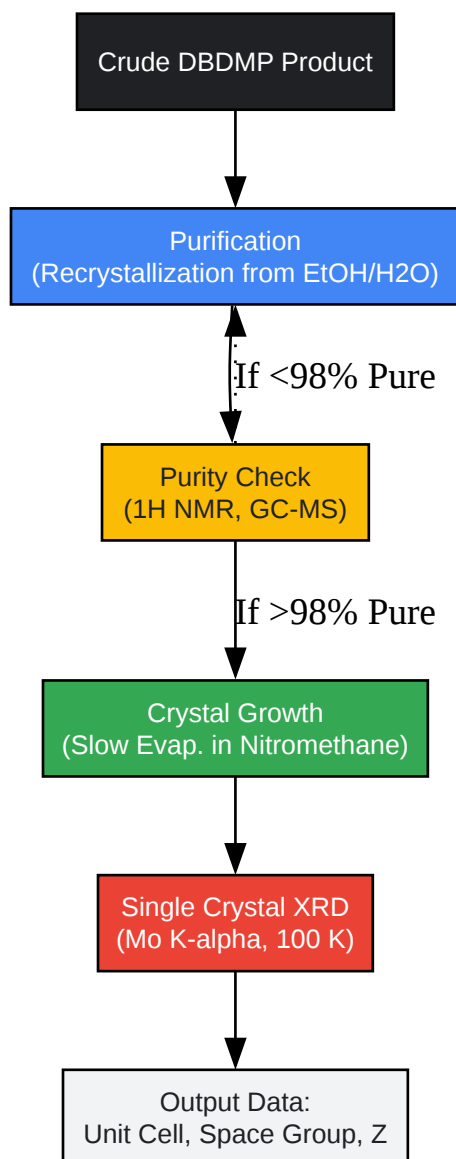 Crude DBDMP Product
Purification
(Recrystallization from EtOH/H2O)
If <98% Pure
Purity Check
(1H NMR, GC-MS)
If >98% Pure
Crystal Growth
(Slow Evap. in Nitromethane)
Single Crystal XRD
(Mo K-alpha, 100 K)
Output Data:
Unit Cell, Space Group, Z